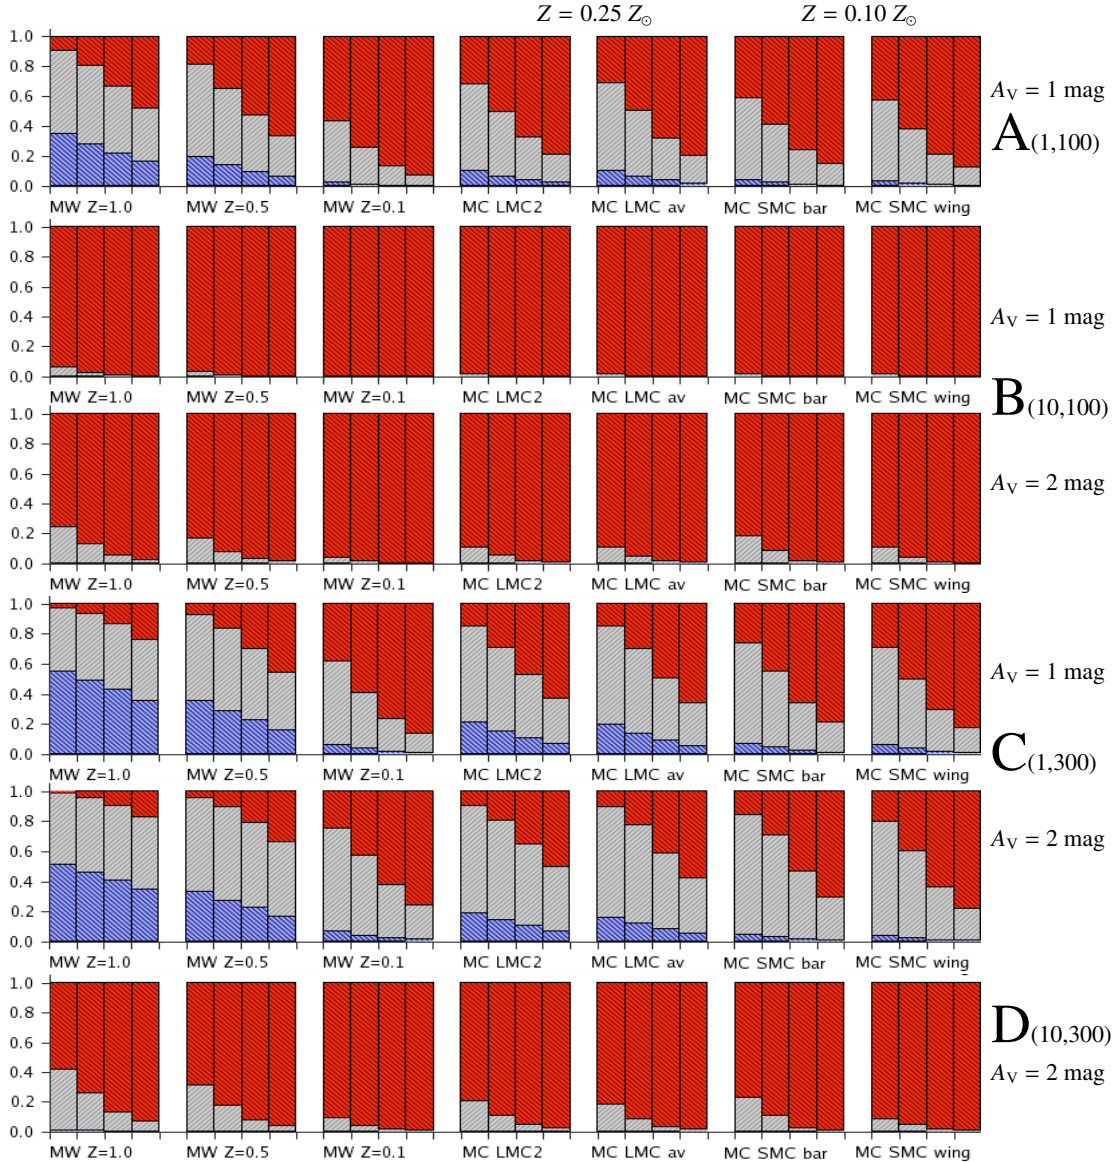 Z = 0.25 Z☉ Z = 0.10 Z☉
1.0
0.8
0.6
0.4
0.2
0.0
A_V = 1 mag
A(1,100)
MW Z=1.0 MW Z=0.5 MW Z=0.1 MC LMC2 MC LMC av MC SMC bar MC SMC wing
1.0
0.8
0.6
0.4
0.2
0.0
A_V = 1 mag
MW Z=1.0 MW Z=0.5 MW Z=0.1 MC LMC2 MC LMC av MC SMC bar MC SMC wing
B(10,100)
1.0
0.8
0.6
0.4
0.2
0.0
A_V = 2 mag
MW Z=1.0 MW Z=0.5 MW Z=0.1 MC LMC2 MC LMC av MC SMC bar MC SMC wing
1.0
0.8
0.6
0.4
0.2
0.0
A_V = 1 mag
C(1,300)
MW Z=1.0 MW Z=0.5 MW Z=0.1 MC LMC2 MC LMC av MC SMC bar MC SMC wing
1.0
0.8
0.6
0.4
0.2
0.0
A_V = 2 mag
MW Z=1.0 MW Z=0.5 MW Z=0.1 MC LMC2 MC LMC av MC SMC bar MC SMC wing
1.0
0.8
0.6
0.4
0.2
0.0
D(10,300)
A_V = 2 mag
MW Z=1.0 MW Z=0.5 MW Z=0.1 MC LMC2 MC LMC av MC SMC bar MC SMC wing